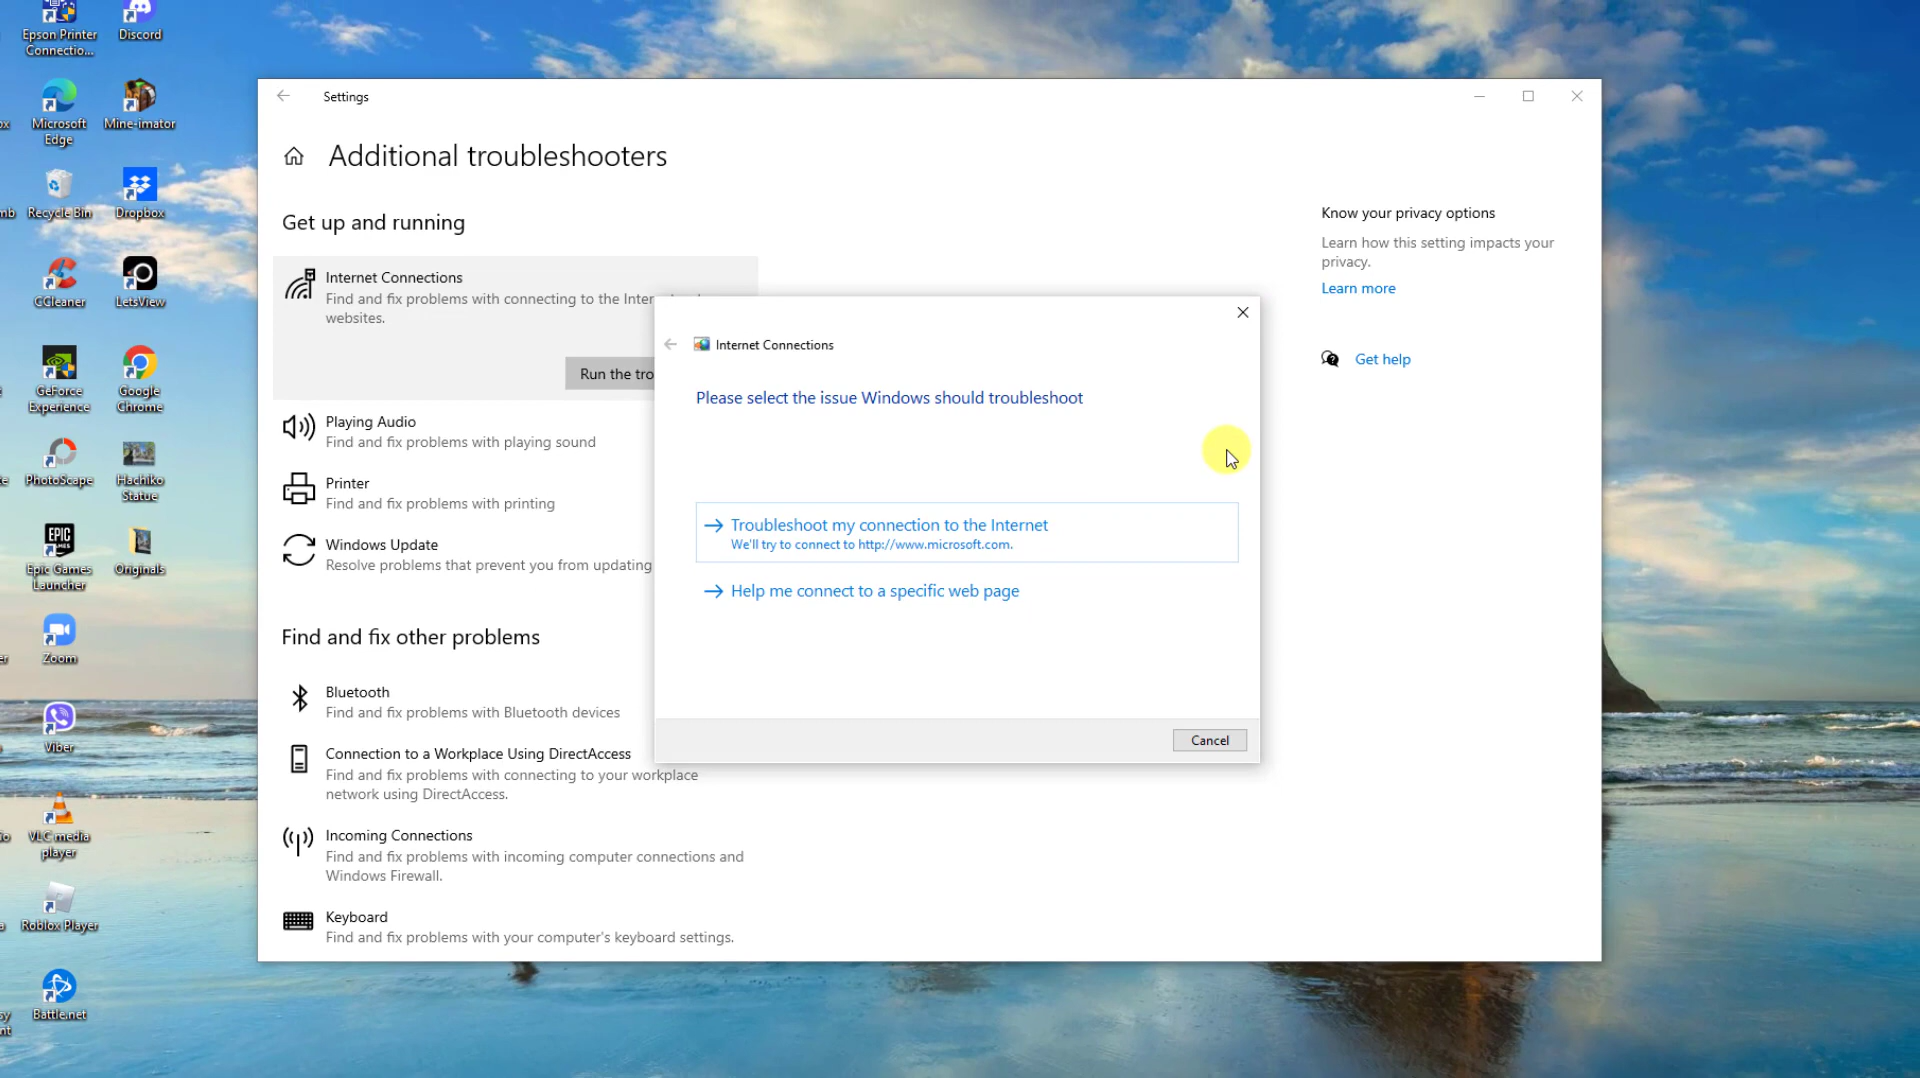 Epson Printer
Connectio...
Discord
Microsoft
Edge
Mine-imator
Recycle Bin
Dropbox
CCleaner
LetsView
GeForce
Experience
Google
Chrome
PhotoScape
Hachiko
Statue
Epic Games
Launcher
Originals
Zoom
Viber
VLC media
player
Roblox Player
Battle.net
EPIC
GAMES
Settings
Additional troubleshooters
Get up and running
Internet Connections
Find and fix problems with connecting to the Inter
websites.
Run the tro
Playing Audio
Find and fix problems with playing sound
Printer
Find and fix problems with printing
Windows Update
Resolve problems that prevent you from updating
Find and fix other problems
Bluetooth
Find and fix problems with Bluetooth devices
Connection to a Workplace Using DirectAccess
Find and fix problems with connecting to your workplace
network using DirectAccess.
Incoming Connections
Find and fix problems with incoming computer connections and
Windows Firewall.
Keyboard
Find and fix problems with your computer's keyboard settings.
Know your privacy options
Learn how this setting impacts your
privacy.
Learn more
Get help
Internet Connections
Please select the issue Windows should troubleshoot
Troubleshoot my connection to the Internet
We'll try to connect to http://www.microsoft.com.
Help me connect to a specific web page
Cancel